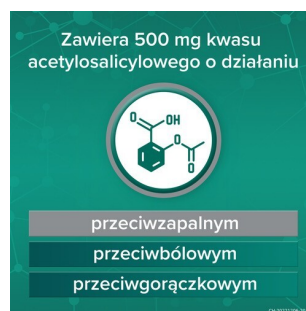 Zawiera 500 mg kwasu
acetylosalicylowego o działaniu
O
OH
O
O
przeciwzapalnym
przeciwbólowym
przeciwgorączkowym